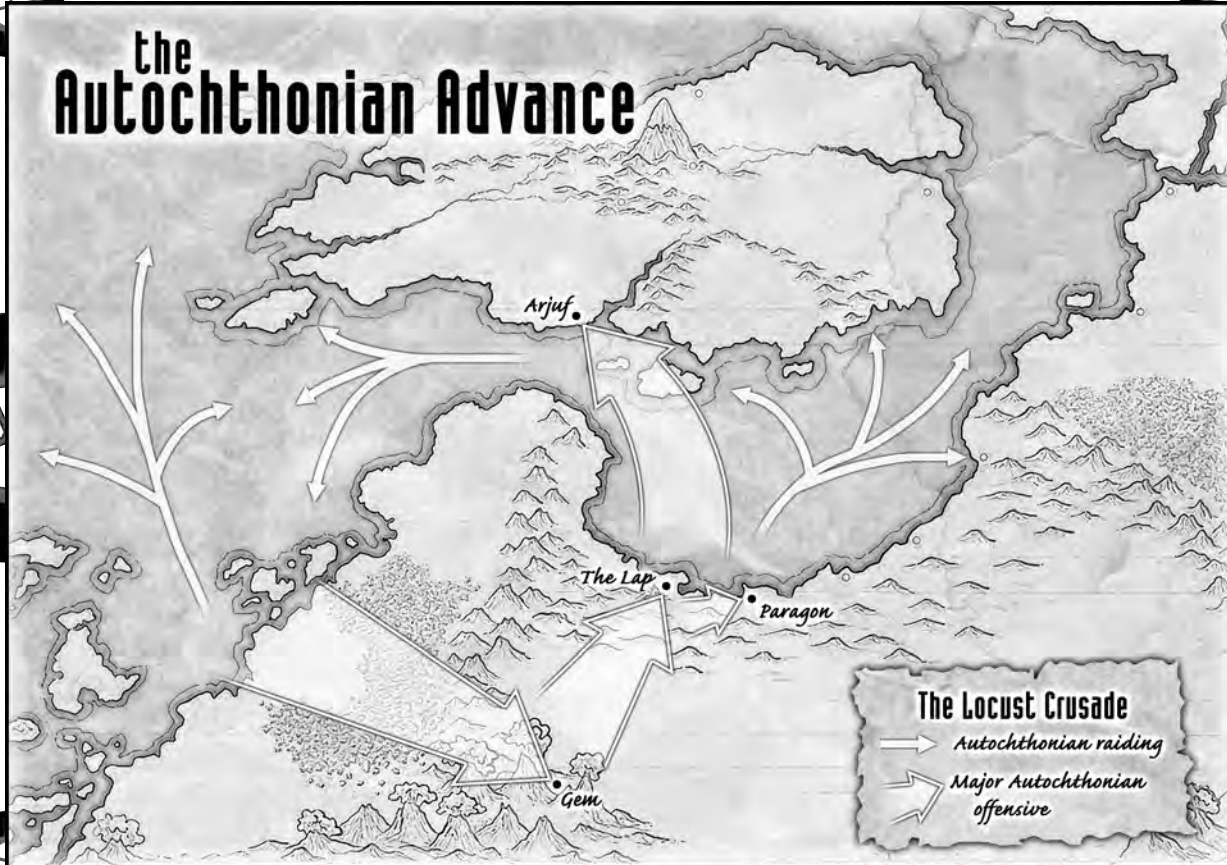 the
Autochthonian Advance
Arjuf
The Lap
Paragon
Gem
The Locust Crusade
Autochthonian raiding
Major Autochthonian
offensive